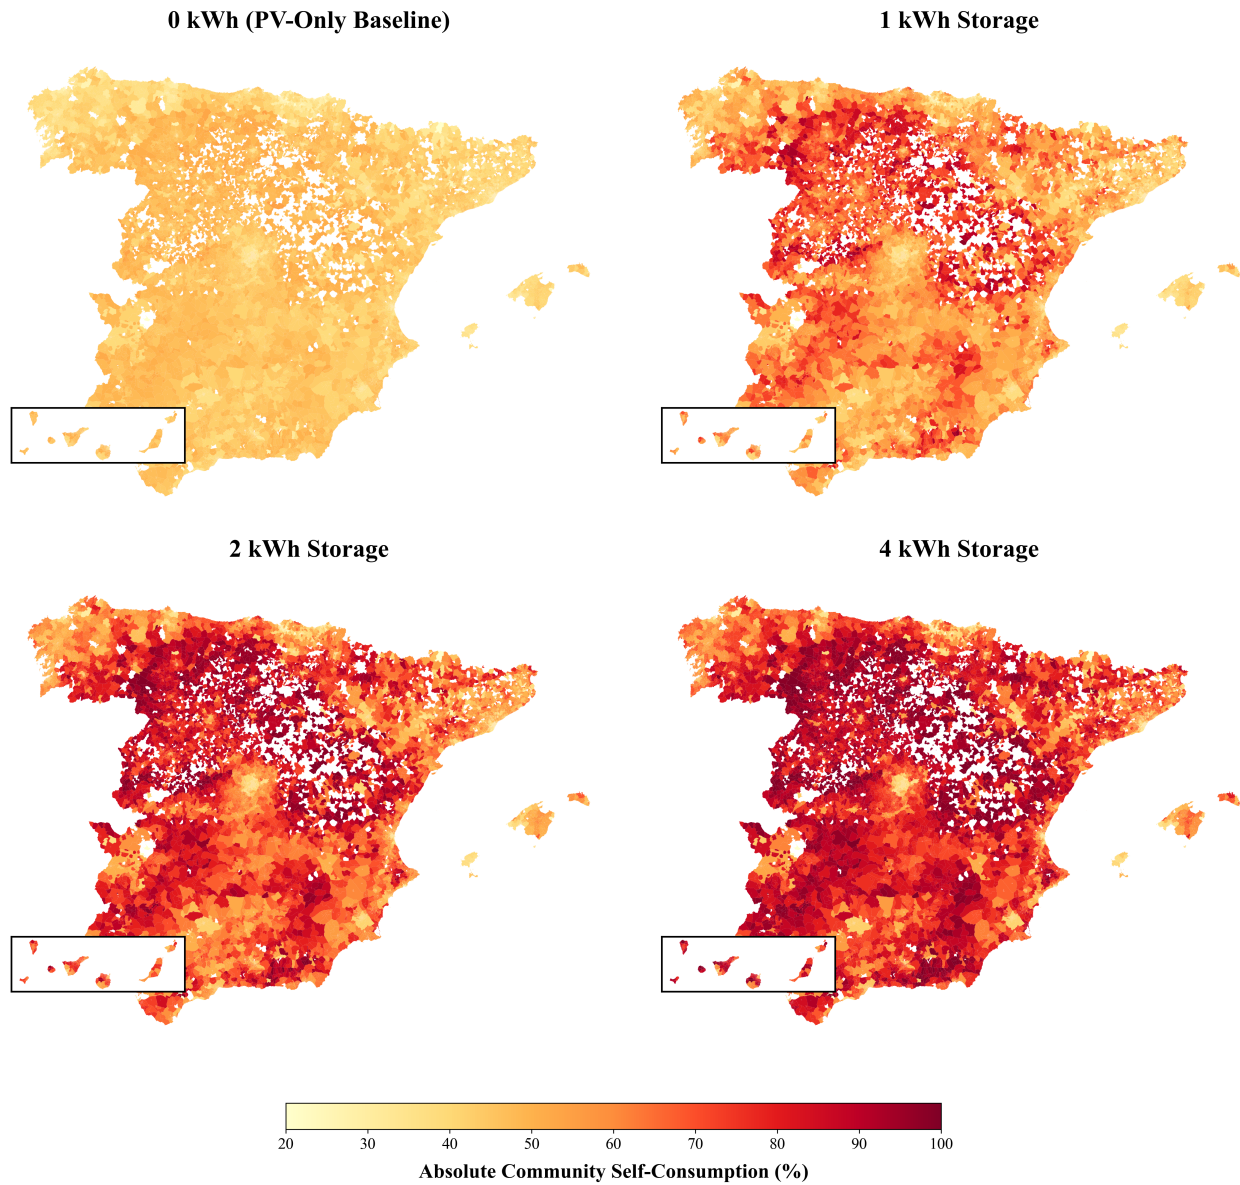 0 kWh (PV-Only Baseline)
1 kWh Storage
2 kWh Storage
4 kWh Storage
20 30 40 50 60 70 80 90 100
Absolute Community Self-Consumption (%)